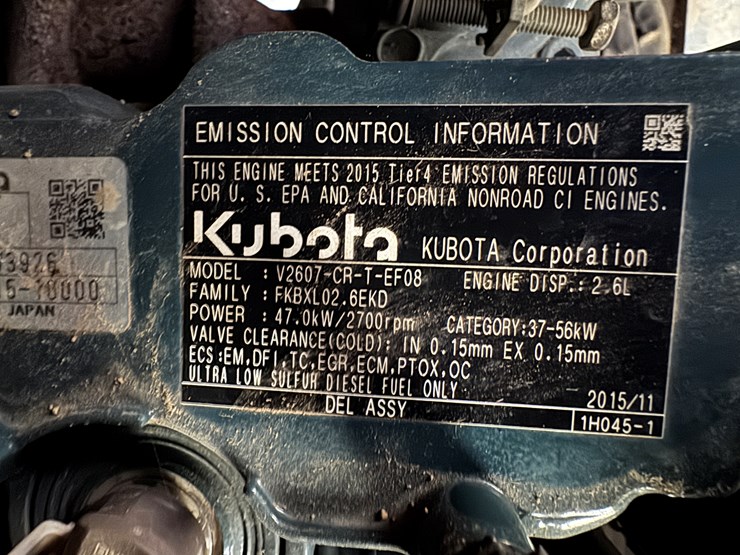 EMISSION CONTROL INFORMATION
THIS ENGINE MEETS 2015 Tier4 EMISSION REGULATIONS
FOR U. S. EPA AND CALIFORNIA NONROAD CI ENGINES.
Kubota KUBOTA Corporation
MODEL : V2607-CR-T-EF08 ENGINE DISP.: 2.6L
FAMILY : FKBXL02.6EKD
POWER : 47.0kW/2700rpm CATEGORY:37-56kW
VALVE CLEARANCE(COLD): IN 0.15mm EX 0.15mm
ECS:EM,DFI,TC,EGR,ECM,PTOX,OC
ULTRA LOW SULFUR DIESEL FUEL ONLY
2015/11
DEL ASSY
1H045-1
JAPAN